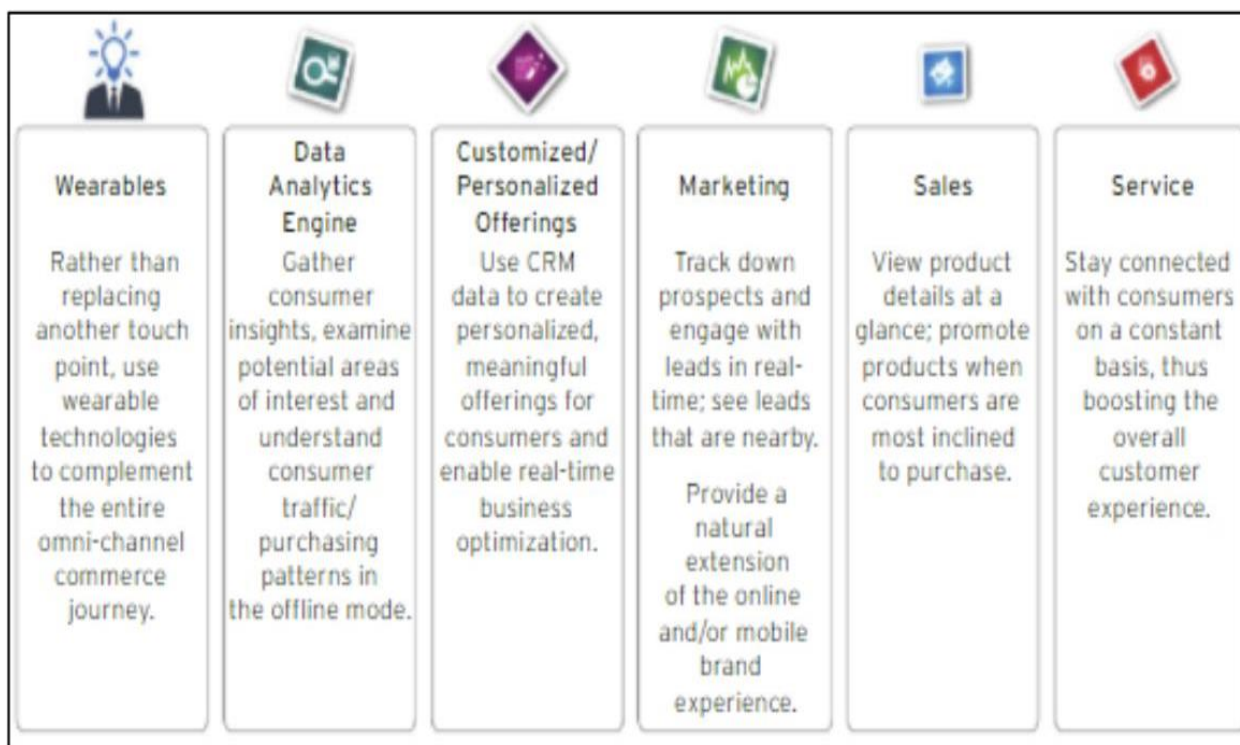 Wearables
Rather than
replacing
another touch
point, use
wearable
technologies
to complement
the entire
omni-channel
commerce
journey.
Data
Analytics
Engine
Gather
consumer
insights, examine
potential areas
of interest and
understand
consumer
traffic/
purchasing
patterns in
the offline mode.
Customized/
Personalized
Offerings
Use CRM
data to create
personalized,
meaningful
offerings for
consumers and
enable real-time
business
optimization.
Marketing
Track down
prospects and
engage with
leads in real-
time; see leads
that are nearby.
Provide a
natural
extension
of the online
and/or mobile
brand
experience.
Sales
View product
details at a
glance; promote
products when
consumers are
most inclined
to purchase.
Service
Stay connected
with consumers
on a constant
basis, thus
boosting the
overall
customer
experience.